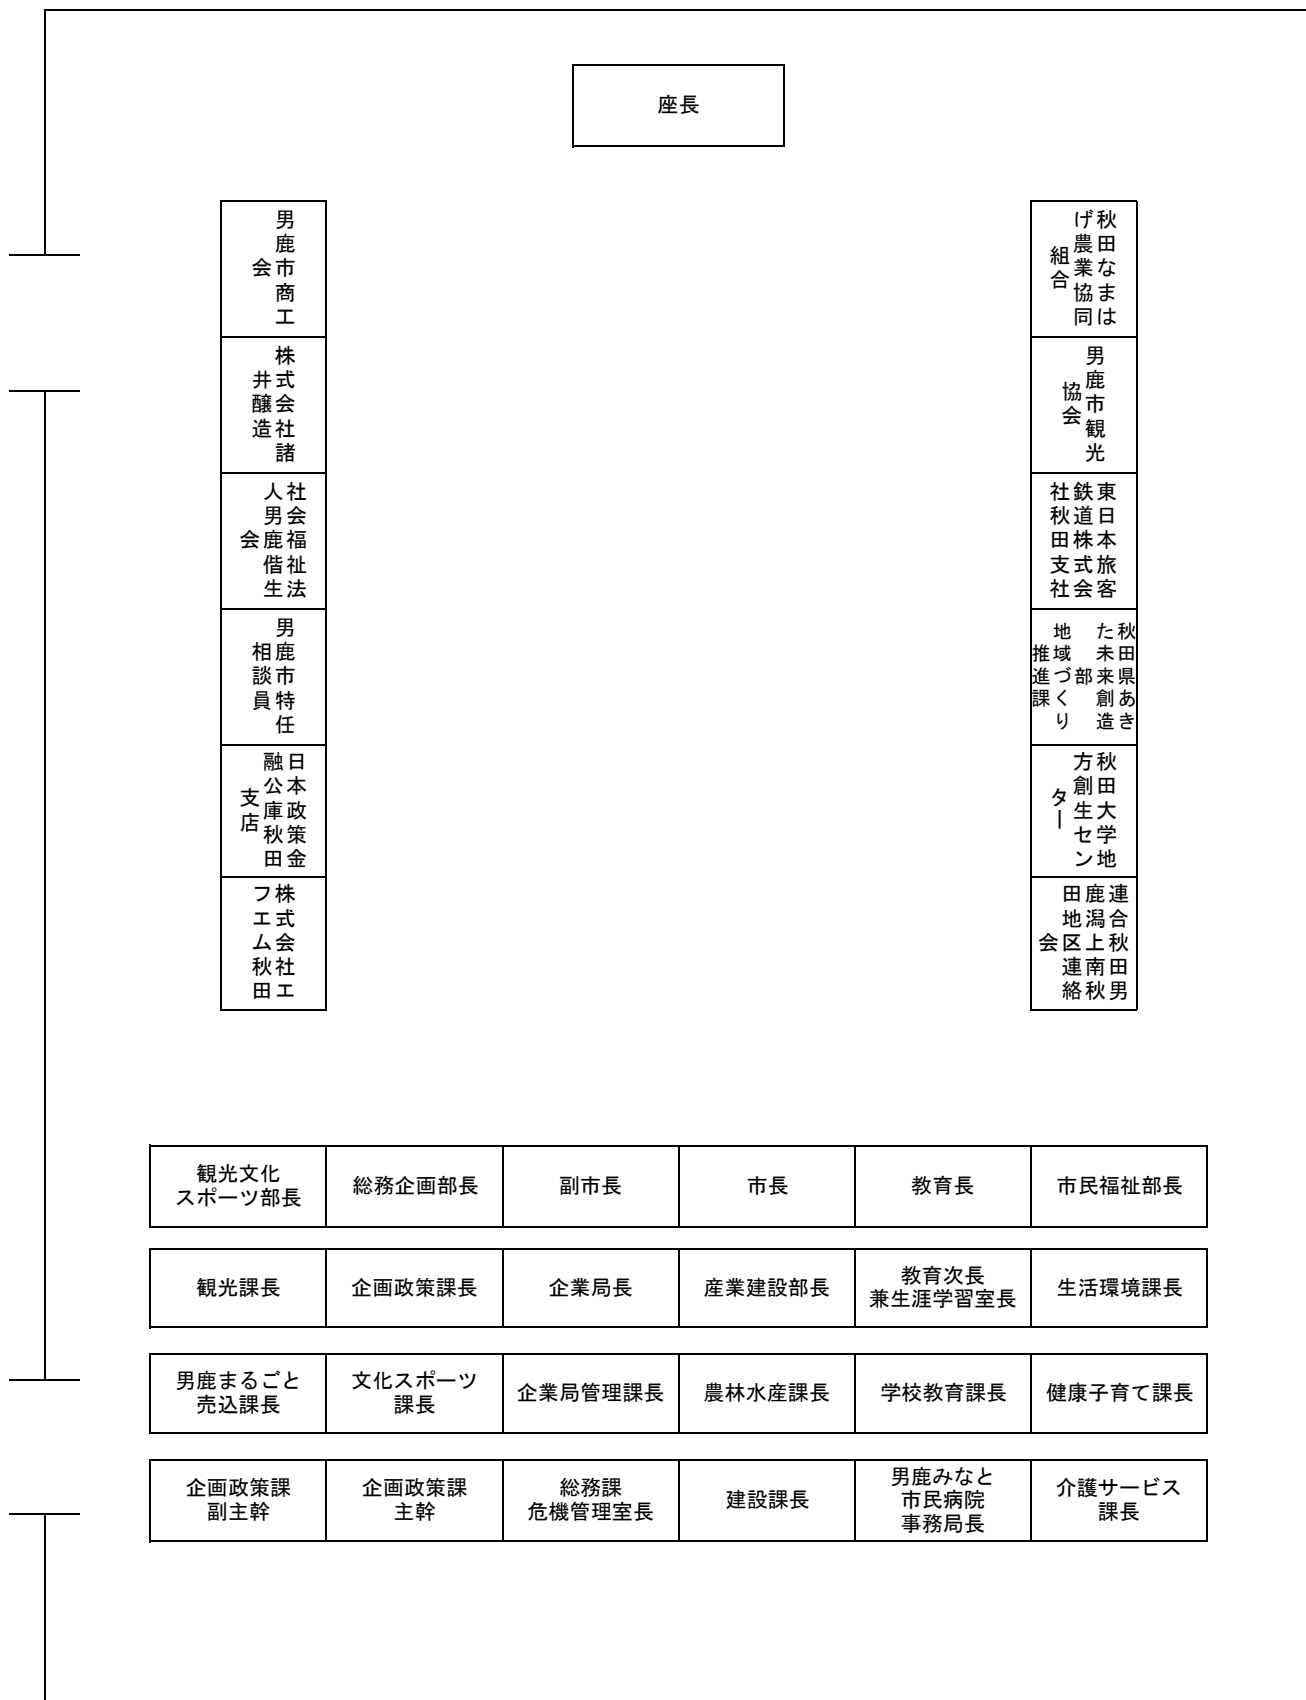 座長
男鹿市商工
会
株式会社諸
井醸造
社会福祉法
人男鹿偕生
会
男鹿市特任
相談員
日本政策金
融公庫秋田
支店
株式会社エ
フエム秋田
秋田なまは
げ農業協同
組合
男鹿市観光
協会
東日本旅客
鉄道株式会
社秋田支社
秋田県あき
た未来創造
部
地域づくり
推進課
秋田大学地
方創生セン
ター
連合秋田男
鹿潟上南秋
田地区連絡
会
観光文化
スポーツ部長
総務企画部長
副市長
市長
教育長
市民福祉部長
観光課長
企画政策課長
企業局長
産業建設部長
教育次長
兼生涯学習室長
生活環境課長
男鹿まるごと
売込課長
文化スポーツ
課長
企業局管理課長
農林水産課長
学校教育課長
健康子育て課長
企画政策課
副主幹
企画政策課
主幹
総務課
危機管理室長
建設課長
男鹿みなと
市民病院
事務局長
介護サービス
課長